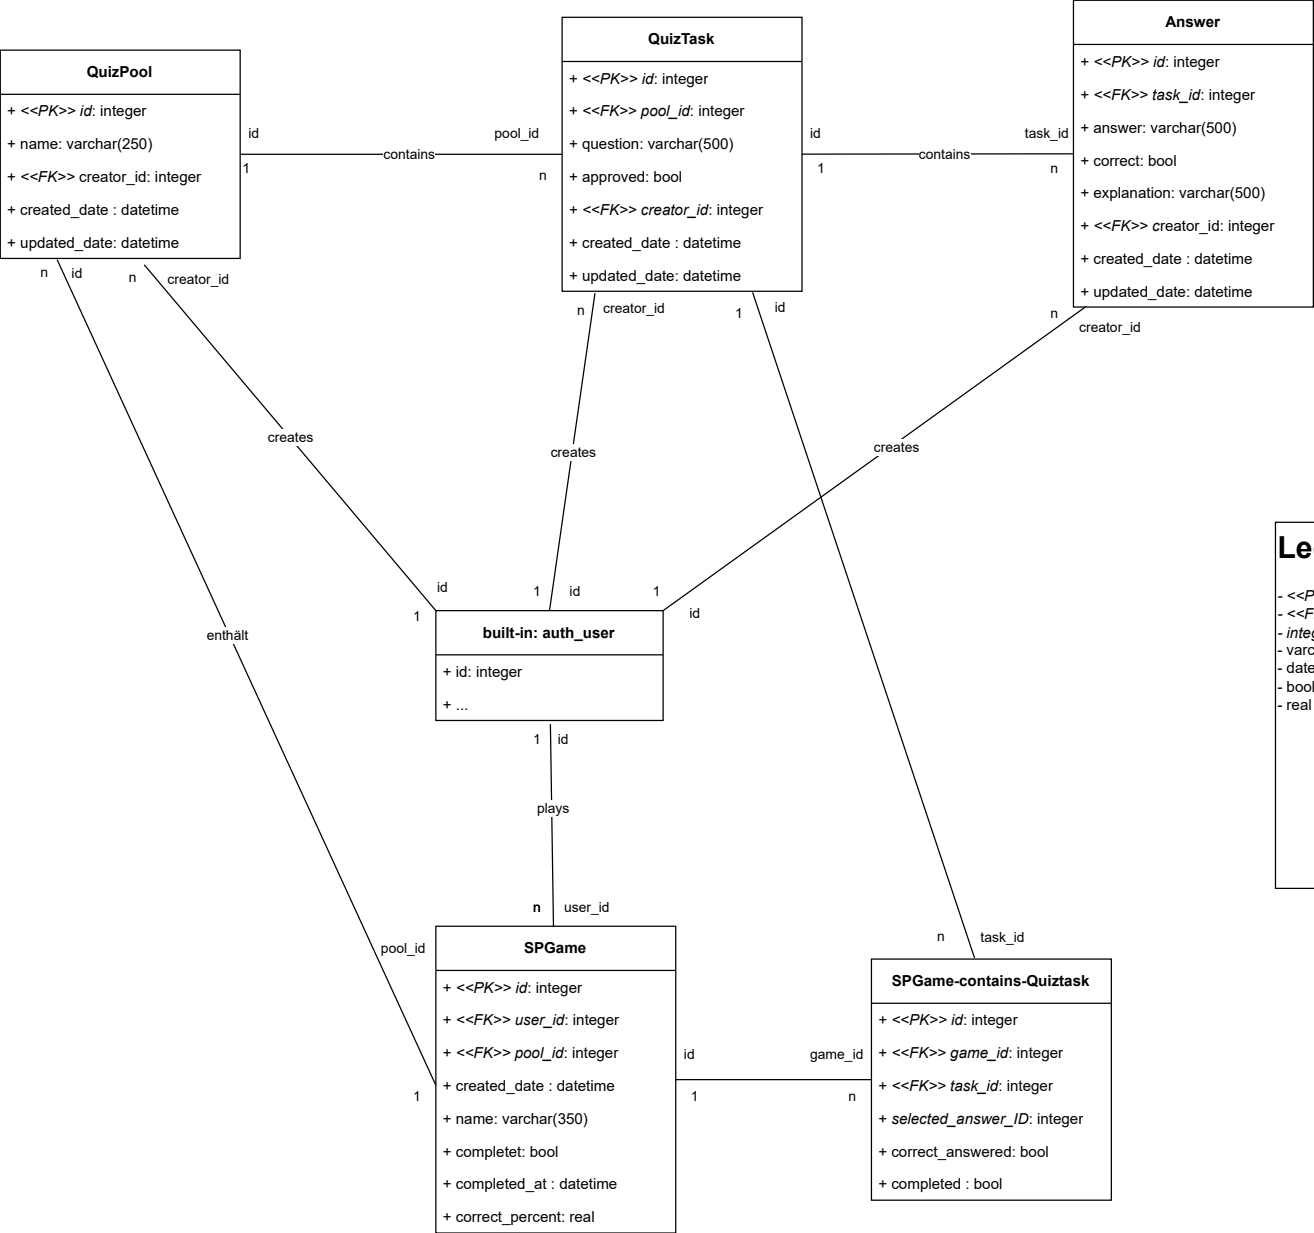 QuizPool
+ <<PK>> id: integer
+ name: varchar(250)
+ <<FK>> creator_id: integer
+ created_date : datetime
+ updated_date: datetime
id
1
contains
pool_id
n
QuizTask
+ <<PK>> id: integer
+ <<FK>> pool_id: integer
+ question: varchar(500)
+ approved: bool
+ <<FK>> creator_id: integer
+ created_date : datetime
+ updated_date: datetime
id
1
contains
task_id
n
Answer
+ <<PK>> id: integer
+ <<FK>> task_id: integer
+ answer: varchar(500)
+ correct: bool
+ explanation: varchar(500)
+ <<FK>> creator_id: integer
+ created_date : datetime
+ updated_date: datetime
n
id
n
creator_id
n
creator_id
1
id
n
creator_id
creates
creates
creates
enthält
id
1
1
id
1
id
built-in: auth_user
+ id: integer
+ ...
1
id
plays
n
user_id
pool_id
1
SPGame
+ <<PK>> id: integer
+ <<FK>> user_id: integer
+ <<FK>> pool_id: integer
+ created_date : datetime
+ name: varchar(350)
+ completet: bool
+ completed_at : datetime
+ correct_percent: real
id
1
game_id
n
n
task_id
SPGame-contains-Quiztask
+ <<PK>> id: integer
+ <<FK>> game_id: integer
+ <<FK>> task_id: integer
+ selected_answer_ID: integer
+ correct_answered: bool
+ completed : bool
Le
- <<P
- <<F
- integ
- varc
- date
- bool
- real